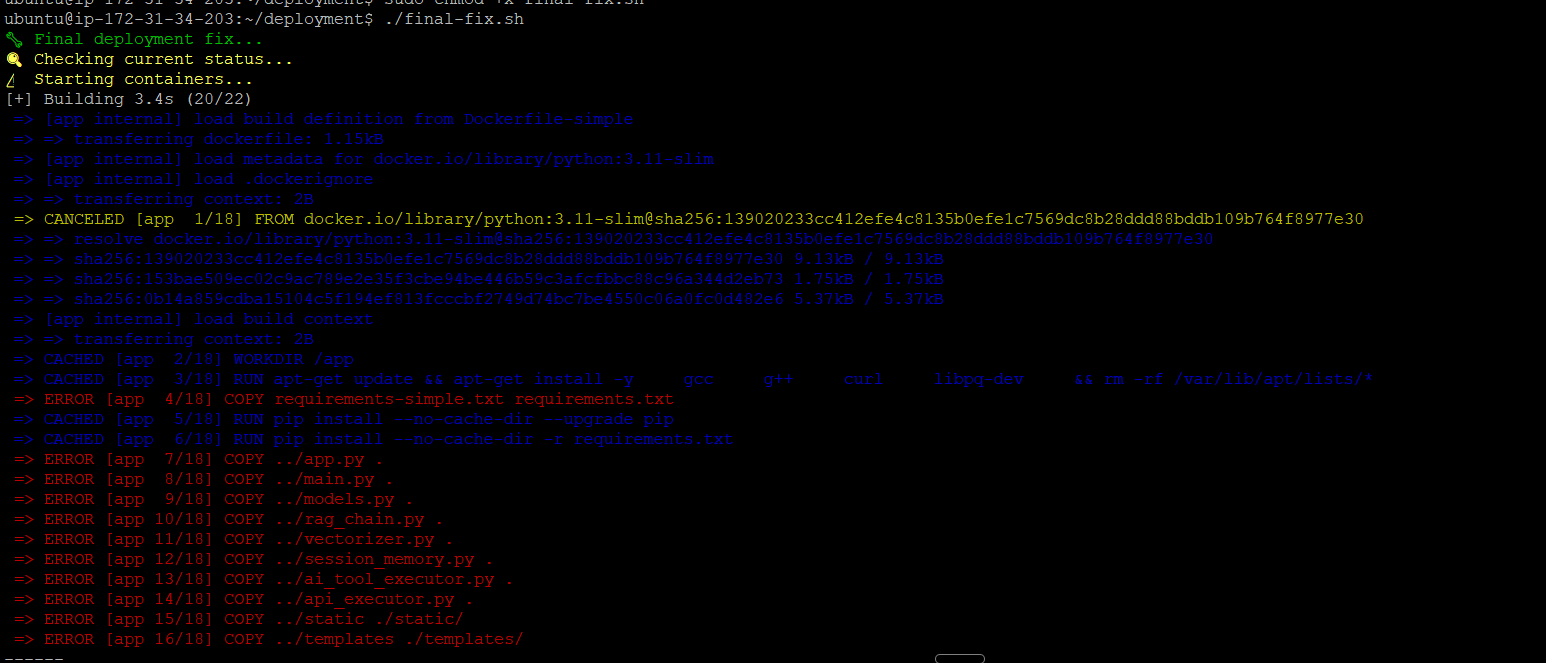 ubuntu@ip-172-31-34-203:~/deployment$ sudo chmod +x final-fix.sh
ubuntu@ip-172-31-34-203:~/deployment$ ./final-fix.sh
🔧 Final deployment fix...
🔍 Checking current status...
Starting containers...
[+] Building 3.4s (20/22)
=> [app internal] load build definition from Dockerfile-simple
=> => transferring dockerfile: 1.15kB
=> [app internal] load metadata for docker.io/library/python:3.11-slim
=> [app internal] load .dockerignore
=> => transferring context: 2B
=> CANCELED [app  1/18] FROM docker.io/library/python:3.11-slim@sha256:139020233cc412efe4c8135b0efe1c7569dc8b28ddd88bddb109b764f8977e30
=> => resolve docker.io/library/python:3.11-slim@sha256:139020233cc412efe4c8135b0efe1c7569dc8b28ddd88bddb109b764f8977e30
=> => sha256:139020233cc412efe4c8135b0efe1c7569dc8b28ddd88bddb109b764f8977e30 9.13kB / 9.13kB
=> => sha256:153bae509ec02c9ac789e2e35f3cbe94be446b59c3afcfbbc88c96a344d2eb73 1.75kB / 1.75kB
=> => sha256:0b14a859cdba15104c5f194ef813fcccbf2749d74bc7be4550c06a0fc0d482e6 5.37kB / 5.37kB
=> [app internal] load build context
=> => transferring context: 2B
=> CACHED [app  2/18] WORKDIR /app
=> CACHED [app  3/18] RUN apt-get update && apt-get install -y     gcc     g++     curl     libpq-dev     && rm -rf /var/lib/apt/lists/*
=> ERROR [app  4/18] COPY requirements-simple.txt requirements.txt
=> CACHED [app  5/18] RUN pip install --no-cache-dir --upgrade pip
=> CACHED [app  6/18] RUN pip install --no-cache-dir -r requirements.txt
=> ERROR [app  7/18] COPY ../app.py .
=> ERROR [app  8/18] COPY ../main.py .
=> ERROR [app  9/18] COPY ../models.py .
=> ERROR [app 10/18] COPY ../rag_chain.py .
=> ERROR [app 11/18] COPY ../vectorizer.py .
=> ERROR [app 12/18] COPY ../session_memory.py .
=> ERROR [app 13/18] COPY ../ai_tool_executor.py .
=> ERROR [app 14/18] COPY ../api_executor.py .
=> ERROR [app 15/18] COPY ../static ./static/
=> ERROR [app 16/18] COPY ../templates ./templates/
------